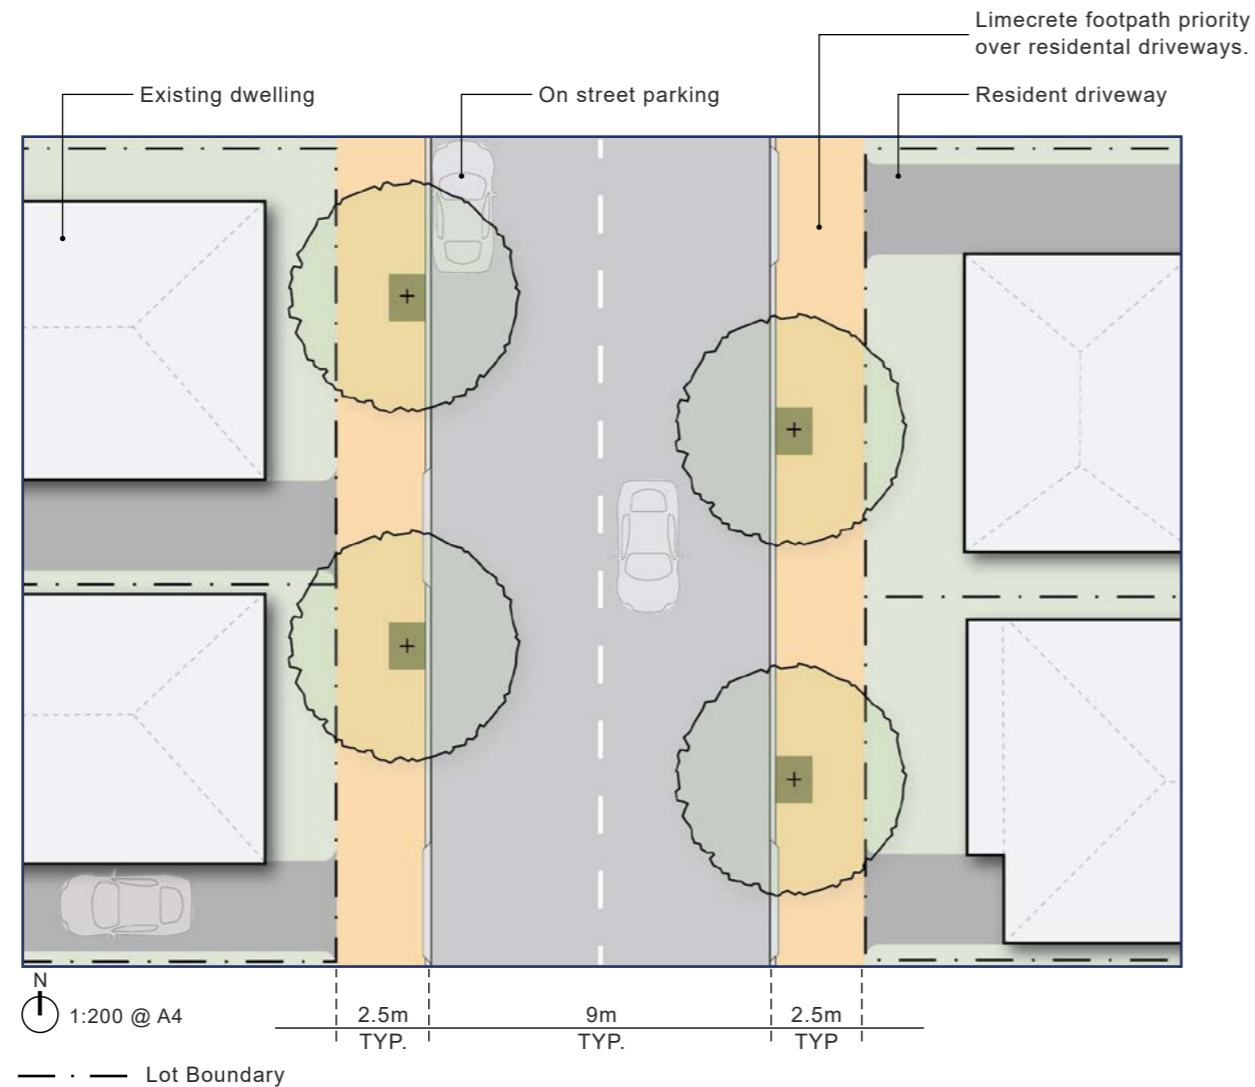 Limecrete footpath priority
over residental driveways.
Existing dwelling
On street parking
Resident driveway
N
1:200 @ A4
2.5m
TYP.
9m
TYP.
2.5m
TYP
Lot Boundary